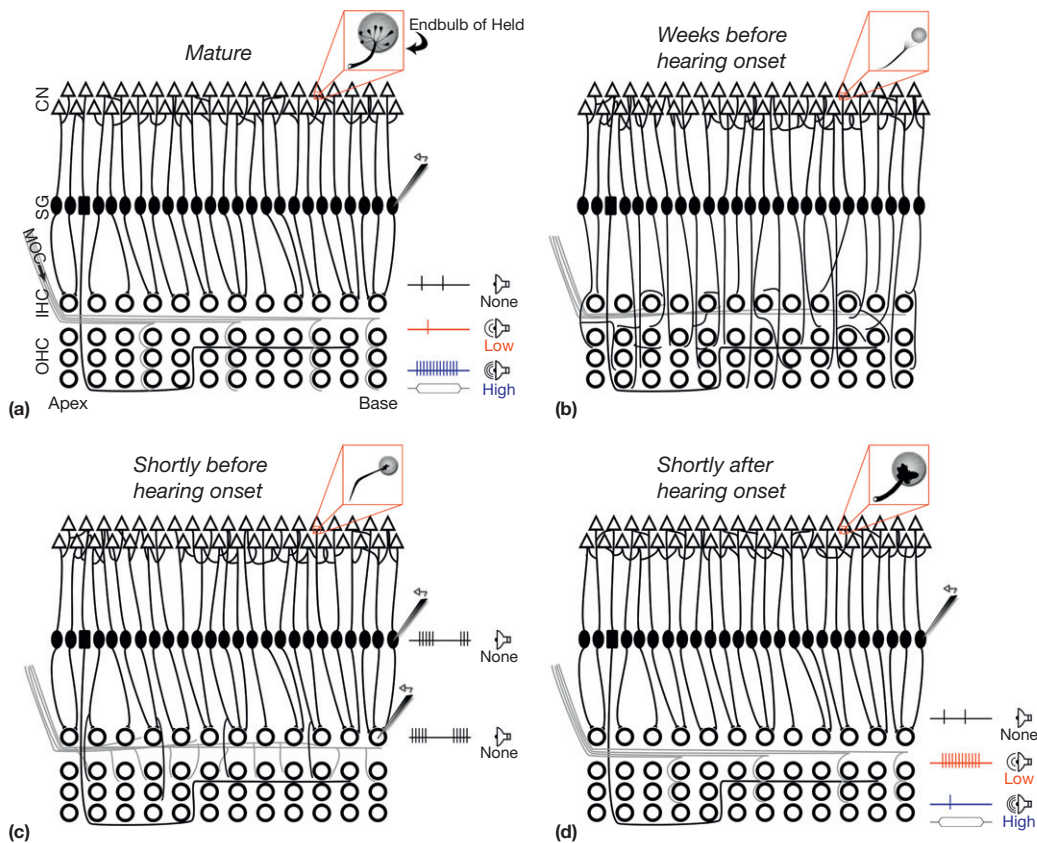 Mature
Endbulb of Held
CN
SG
MOC
IHC
OHC
None
Low
High
Apex
Base
(a)
Weeks before
hearing onset
(b)
Shortly before
hearing onset
None
None
(c)
Shortly after
hearing onset
None
Low
High
(d)